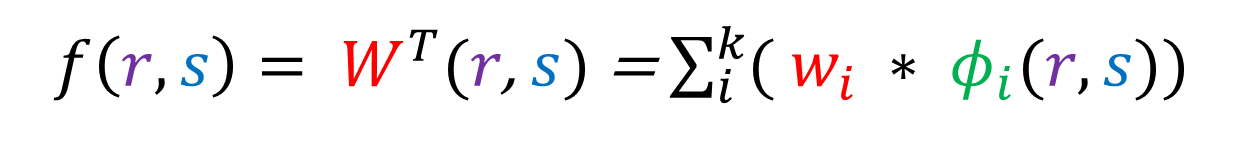 f(r, s) = W^T(r, s) = ∑_i^k( w_i * ϕ_i(r, s))